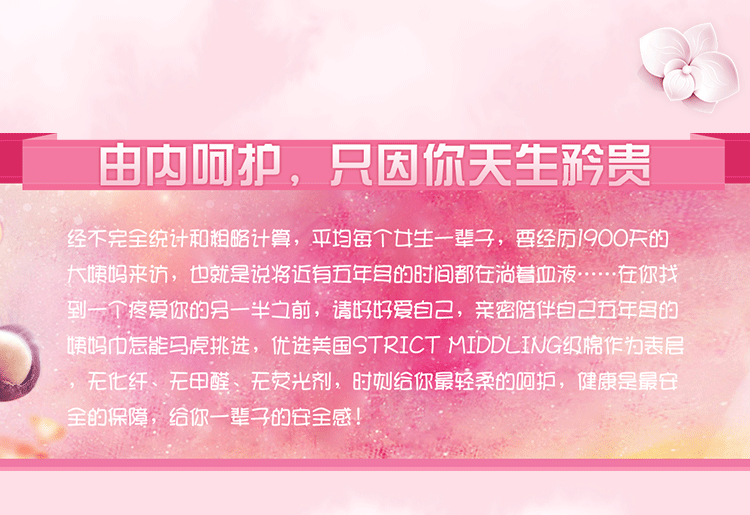 由内呵护，只因你天生矜贵
经不完全统计和粗略计算，平均每个女生一辈子，要经历1900天的
大姨妈来访，也就是说将近有五年多的时间都在淌着血液……在你找
到一个疼爱你的另一半之前，请好好爱自己，亲密陪伴自己五年多的
姨妈巾怎能马虎挑选，优选美国STRICT MIDDLING级棉作为表层
，无化纤、无甲醛、无荧光剂，时刻给你最轻柔的呵护，健康是最安
全的保障，给你一辈子的安全感！